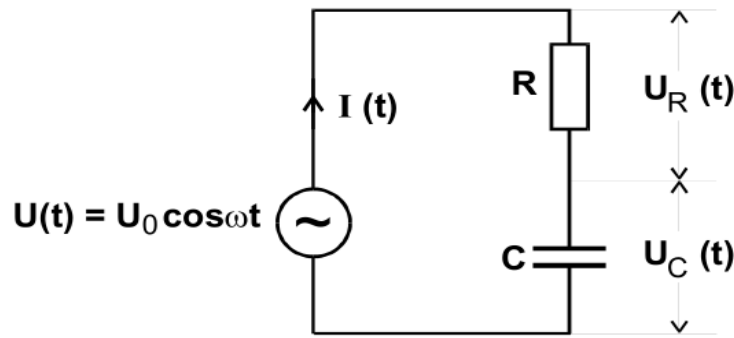 R
U_R (t)
I (t)
U(t) = U_0 cosωt
~
C
U_C (t)